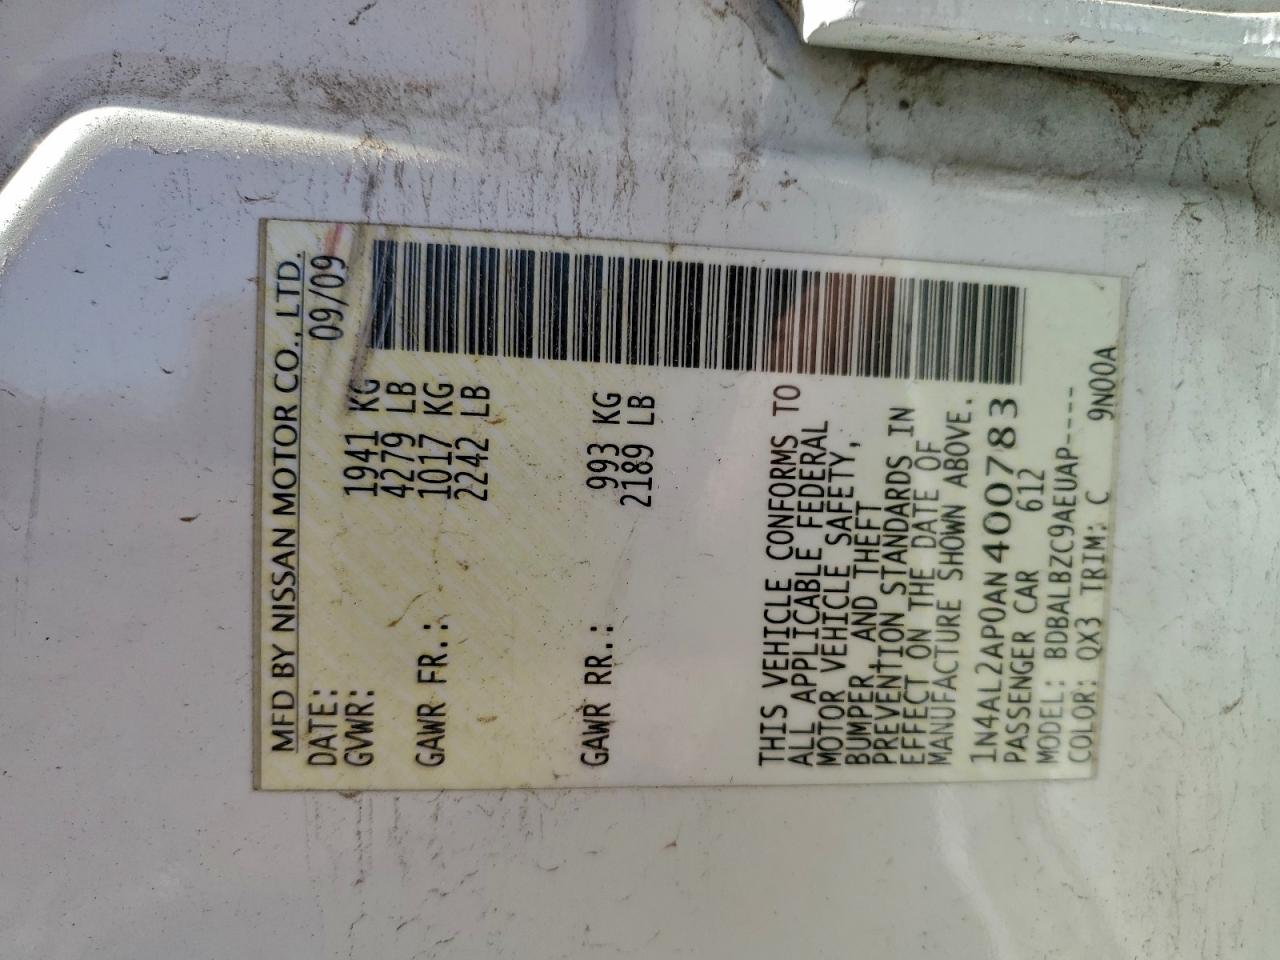 MFD BY NISSAN MOTOR CO., LTD.
DATE: 09/09
GVWR: 1941 KG
4279 LB
GAWR FR.: 1017 KG
2242 LB
GAWR RR.: 993 KG
2189 LB
THIS VEHICLE CONFORMS TO
ALL APPLICABLE FEDERAL
MOTOR VEHICLE SAFETY,
BUMPER, AND THEFT
PREVENTION STANDARDS IN
EFFECT ON THE DATE OF
MANUFACTURE SHOWN ABOVE.
1N4AL2AP0AN400783
PASSENGER CAR 612
MODEL: BDBALBZC9AEUAP----
COLOR: QX3 TRIM: C 9N00A